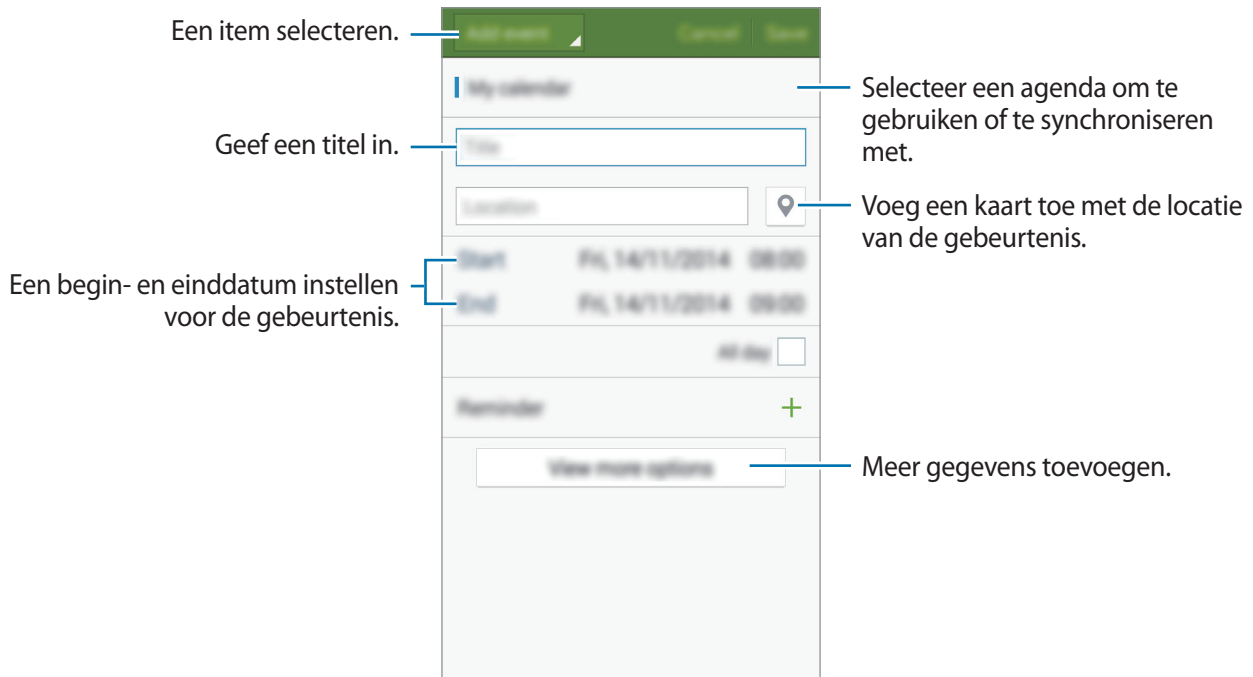 Een item selecteren.
Add event
Cancel
Save
My calendar
Selecteer een agenda om te
gebruiken of te synchroniseren
met.
Geef een titel in.
Title
Location
Voeg een kaart toe met de locatie
van de gebeurtenis.
Een begin- en einddatum instellen
voor de gebeurtenis.
Start Fri, 14/11/2014 08:00
End Fri, 14/11/2014 09:00
All day
Reminder
View more options
Meer gegevens toevoegen.